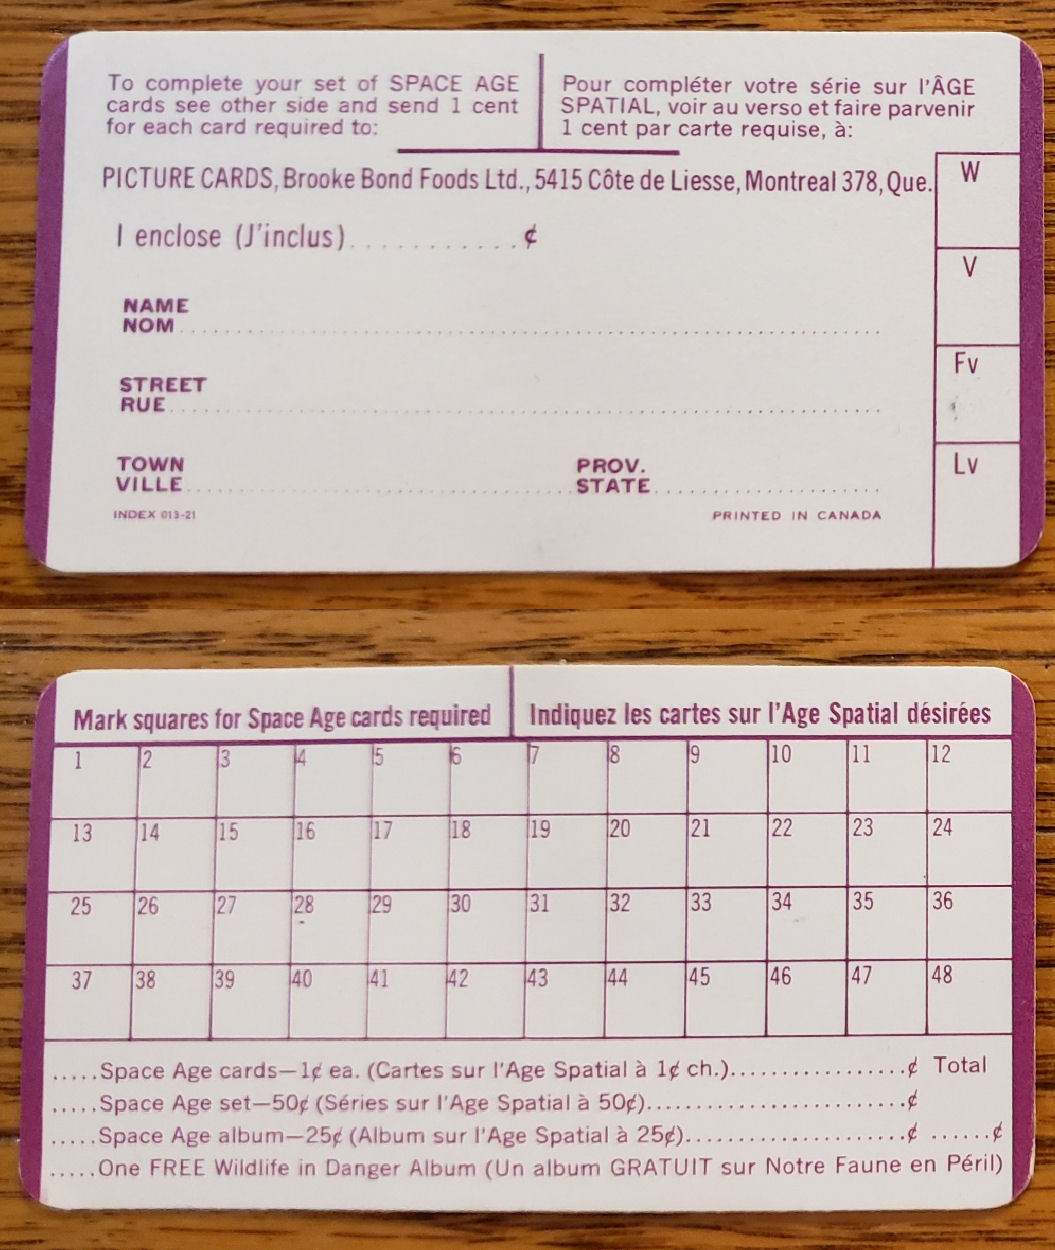 To complete your set of SPACE AGE
cards see other side and send 1 cent
for each card required to:
Pour compléter votre série sur l'ÂGE
SPATIAL, voir au verso et faire parvenir
1 cent par carte requise, à:
PICTURE CARDS, Brooke Bond Foods Ltd., 5415 Côte de Liesse, Montreal 378, Que.
I enclose (J'inclus)...........¢
NAME
NOM
STREET
RUE
TOWN
VILLE
PROV.
STATE
INDEX 013-21
PRINTED IN CANADA
W
V
Fv
Lv
Mark squares for Space Age cards required
Indiquez les cartes sur l'Age Spatial désirées
1 2 3 4 5 6 7 8 9 10 11 12
13 14 15 16 17 18 19 20 21 22 23 24
25 26 27 28 29 30 31 32 33 34 35 36
37 38 39 40 41 42 43 44 45 46 47 48
.....Space Age cards—1¢ ea. (Cartes sur l'Age Spatial à 1¢ ch.)..................¢ Total
.....Space Age set—50¢ (Séries sur l'Age Spatial à 50¢)..........................¢
.....Space Age album—25¢ (Album sur l'Age Spatial à 25¢)......................¢ ......¢
.....One FREE Wildlife in Danger Album (Un album GRATUIT sur Notre Faune en Péril)